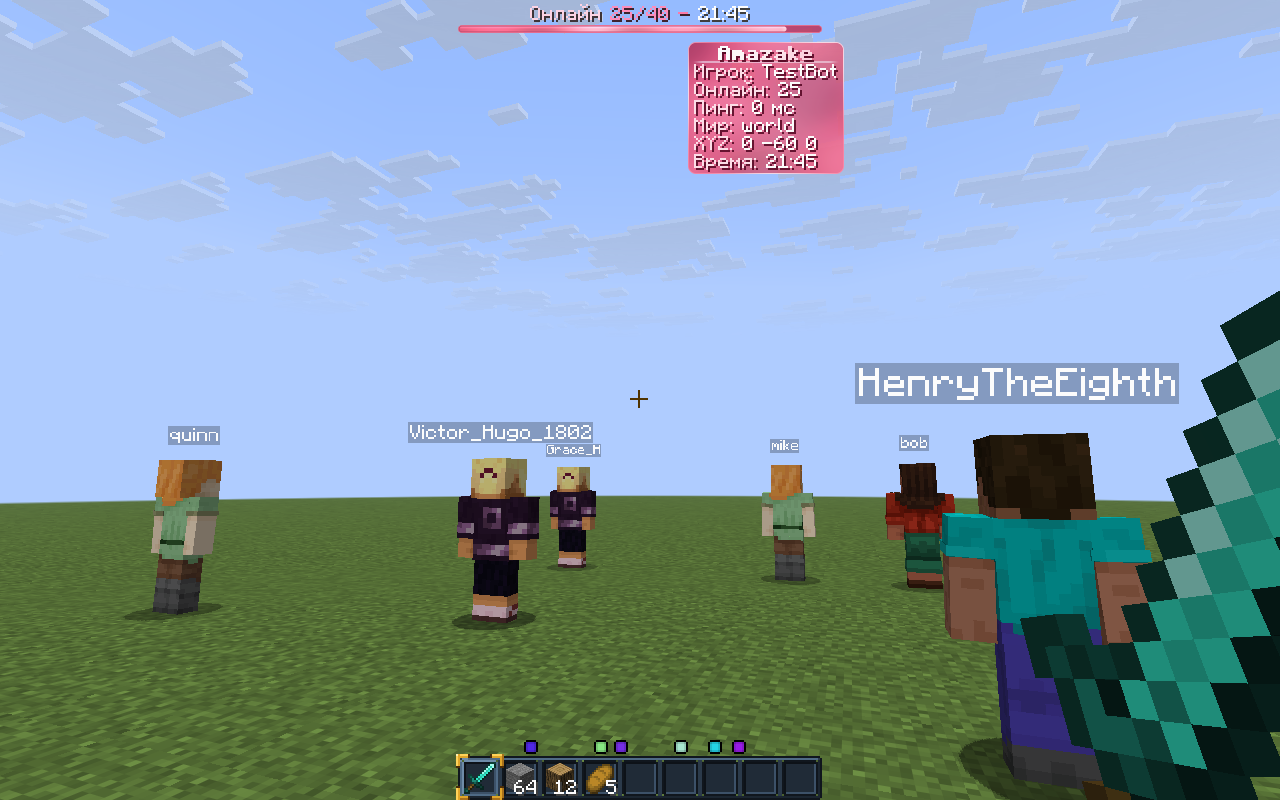 Онлайн 25/40 - 21:45
Amazake
Игрок: TestBot
Онлайн: 25
Пинг: 0 мс
Мир: world
XYZ: 0 -60 0
Время: 21:45
HenryTheEighth
quinn
Victor_Hugo_1802
Grace_H
mike
bob
64
12
5